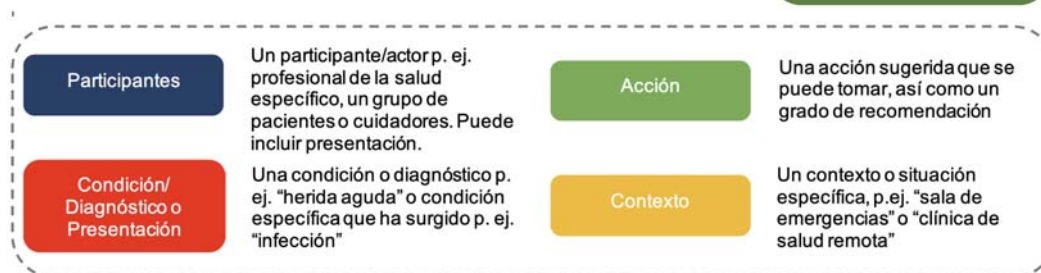 Participantes
Un participante/actor p. ej.
profesional de la salud
específico, un grupo de
pacientes o cuidadores. Puede
incluir presentación.
Acción
Una acción sugerida que se
puede tomar, así como un
grado de recomendación
Condición/
Diagnóstico o
Presentación
Una condición o diagnóstico p.
ej. “herida aguda” o condición
específica que ha surgido p. ej.
“infección”
Contexto
Un contexto o situación
específica, p.ej. “sala de
emergencias” o “clínica de
salud remota”